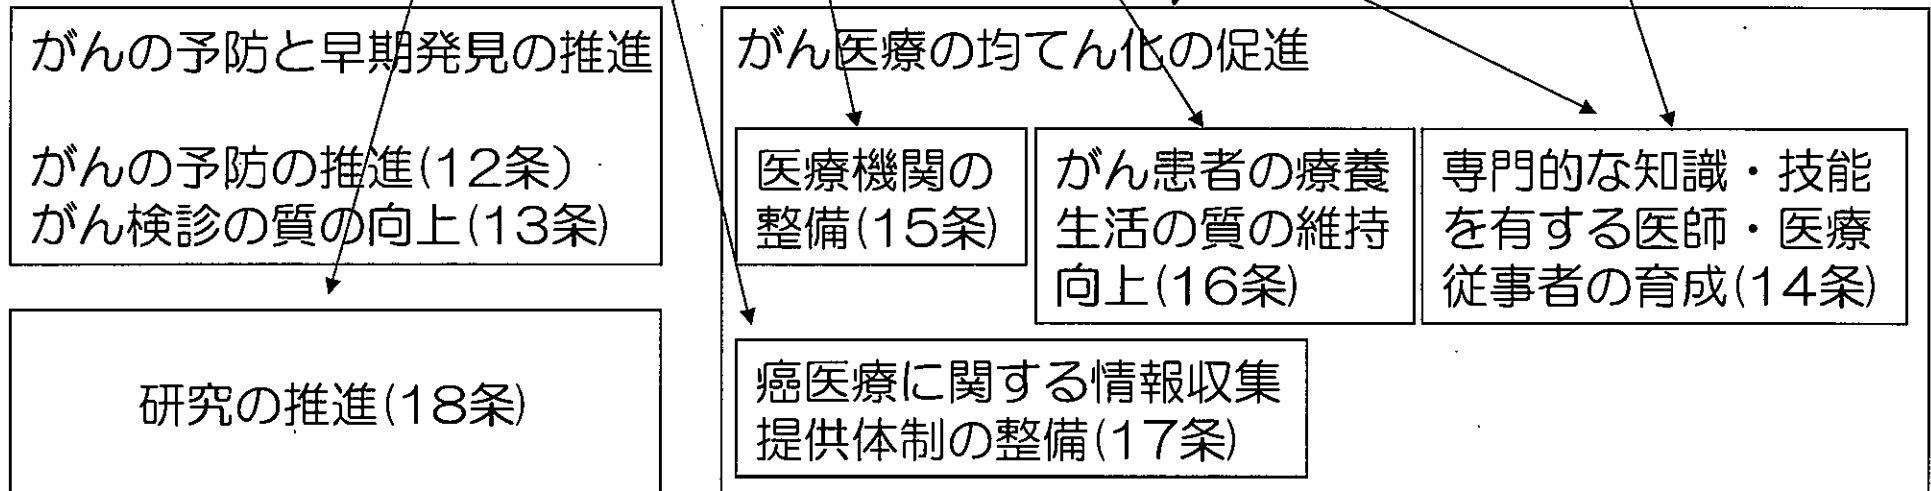 がんの予防と早期発見の推進
がんの予防の推進(12条）
がん検診の質の向上(13条)
研究の推進(18条)
がん医療の均てん化の促進
医療機関の
整備(15条)
がん患者の療養
生活の質の維持
向上(16条)
専門的な知識・技能
を有する医師・医療
従事者の育成(14条)
癌医療に関する情報収集
提供体制の整備(17条)